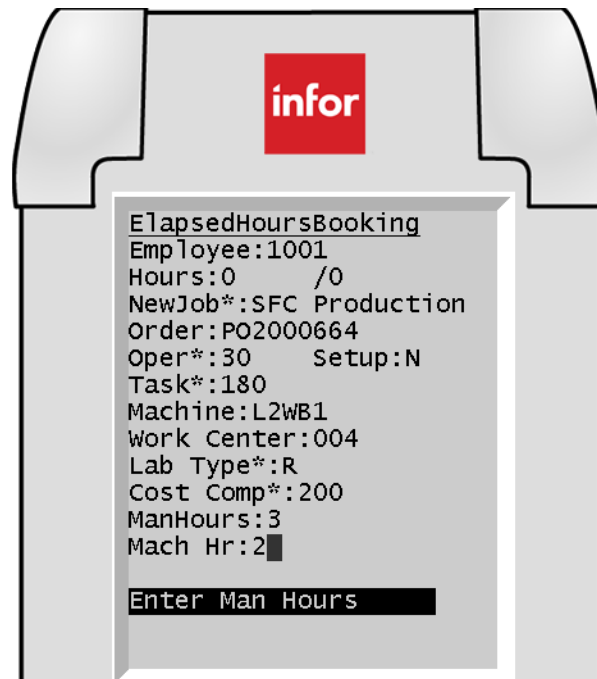 infor
ElapsedHoursBooking
Employee:1001
Hours:0 /0
NewJob*:SFC Production
Order:PO2000664
Oper*:30 Setup:N
Task*:180
Machine:L2WB1
Work Center:004
Lab Type*:R
Cost Comp*:200
ManHours:3
Mach Hr:2
Enter Man Hours